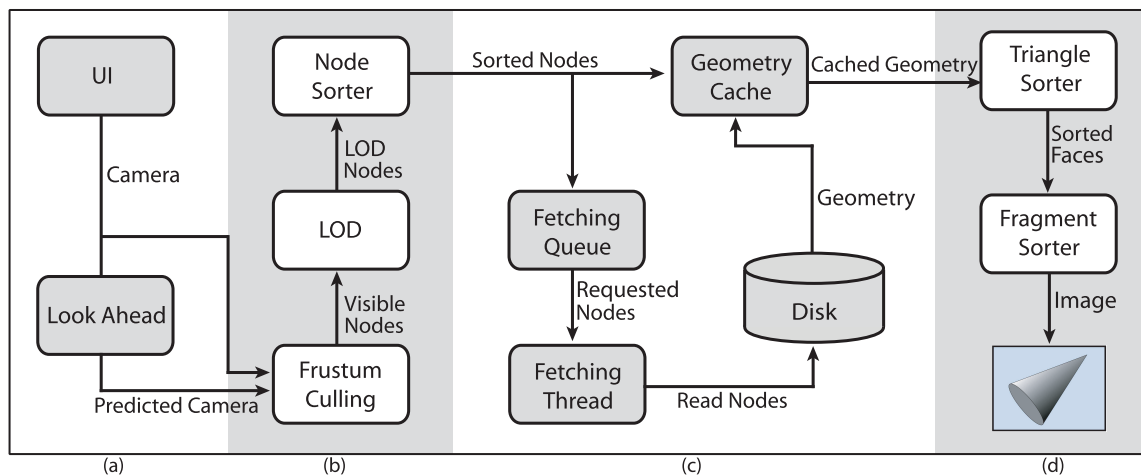 UI
Camera
Look Ahead
Predicted Camera
Node
Sorter
LOD
Nodes
LOD
Visible
Nodes
Frustum
Culling
Sorted Nodes
Fetching
Queue
Requested
Nodes
Fetching
Thread
Read Nodes
Disk
Geometry
Geometry
Cache
Cached Geometry
Triangle
Sorter
Sorted
Faces
Fragment
Sorter
Image
(a)
(b)
(c)
(d)